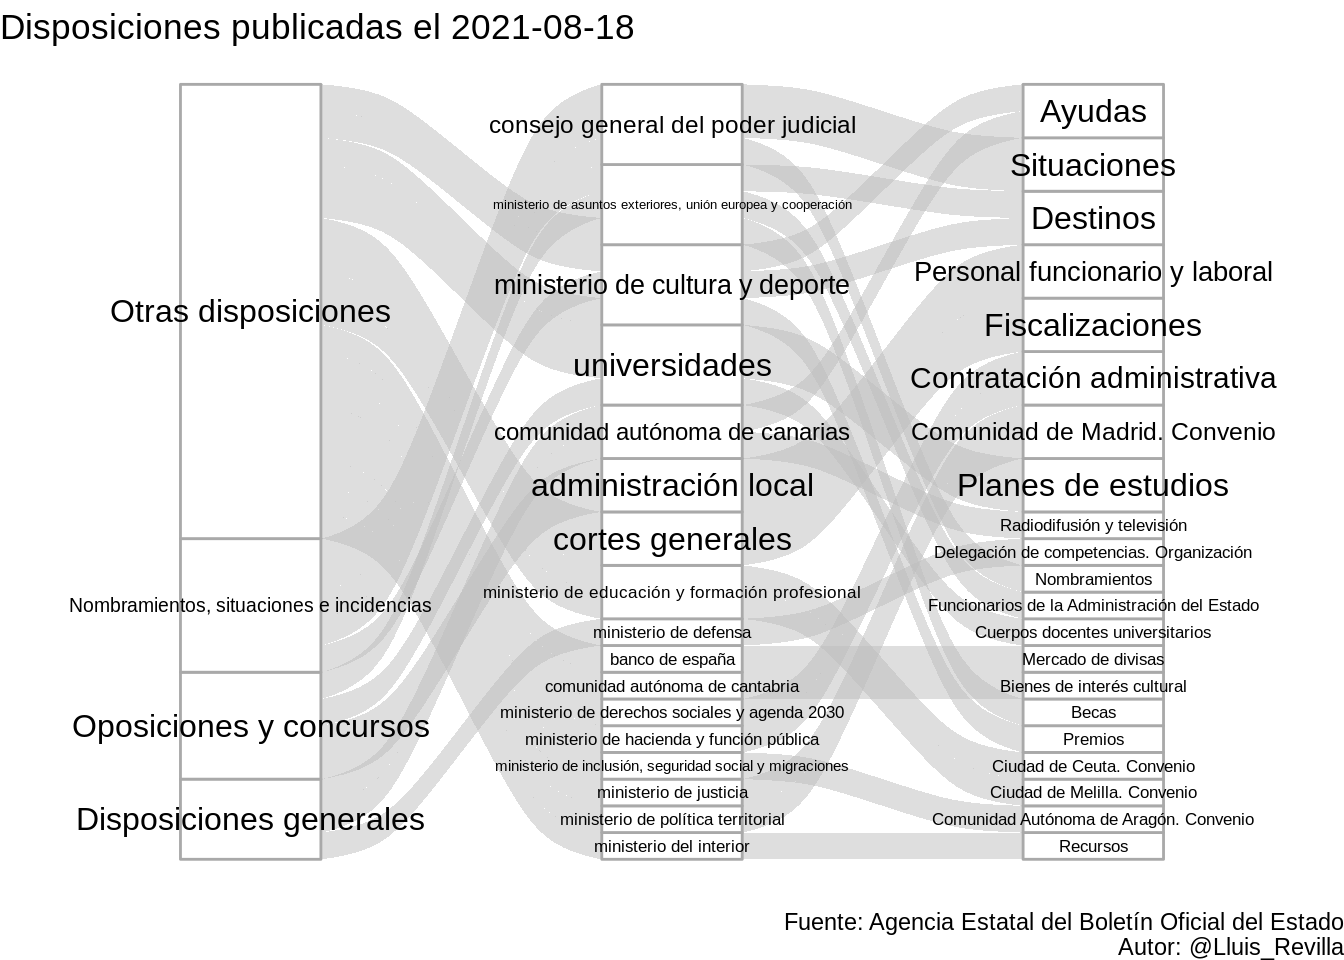 Disposiciones publicadas el 2021-08-18
Otras disposiciones
Nombramientos, situaciones e incidencias
Oposiciones y concursos
Disposiciones generales
consejo general del poder judicial
ministerio de asuntos exteriores, unión europea y cooperación
ministerio de cultura y deporte
universidades
comunidad autónoma de canarias
administración local
cortes generales
ministerio de educación y formación profesional
ministerio de defensa
banco de españa
comunidad autónoma de cantabria
ministerio de derechos sociales y agenda 2030
ministerio de hacienda y función pública
ministerio de inclusión, seguridad social y migraciones
ministerio de justicia
ministerio de política territorial
ministerio del interior
Ayudas
Situaciones
Destinos
Personal funcionario y laboral
Fiscalizaciones
Contratación administrativa
Comunidad de Madrid. Convenio
Planes de estudios
Radiodifusión y televisión
Delegación de competencias. Organización
Nombramientos
Funcionarios de la Administración del Estado
Cuerpos docentes universitarios
Mercado de divisas
Bienes de interés cultural
Becas
Premios
Ciudad de Ceuta. Convenio
Ciudad de Melilla. Convenio
Comunidad Autónoma de Aragón. Convenio
Recursos
Fuente: Agencia Estatal del Boletín Oficial del Estado
Autor: @Lluis_Revilla